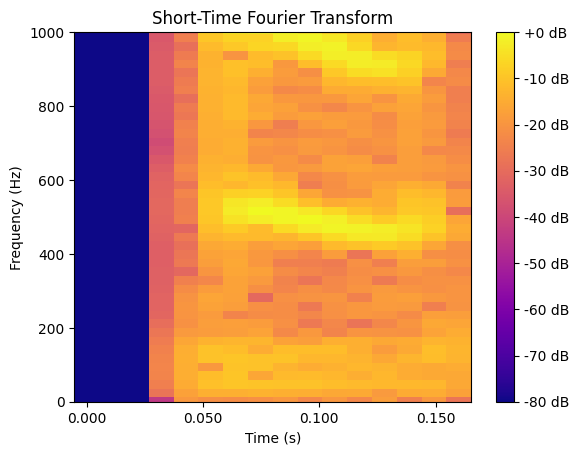 Short-Time Fourier Transform
Frequency (Hz)
1000
800
600
400
200
0
0.000
0.050
0.100
0.150
Time (s)
+0 dB
-10 dB
-20 dB
-30 dB
-40 dB
-50 dB
-60 dB
-70 dB
-80 dB